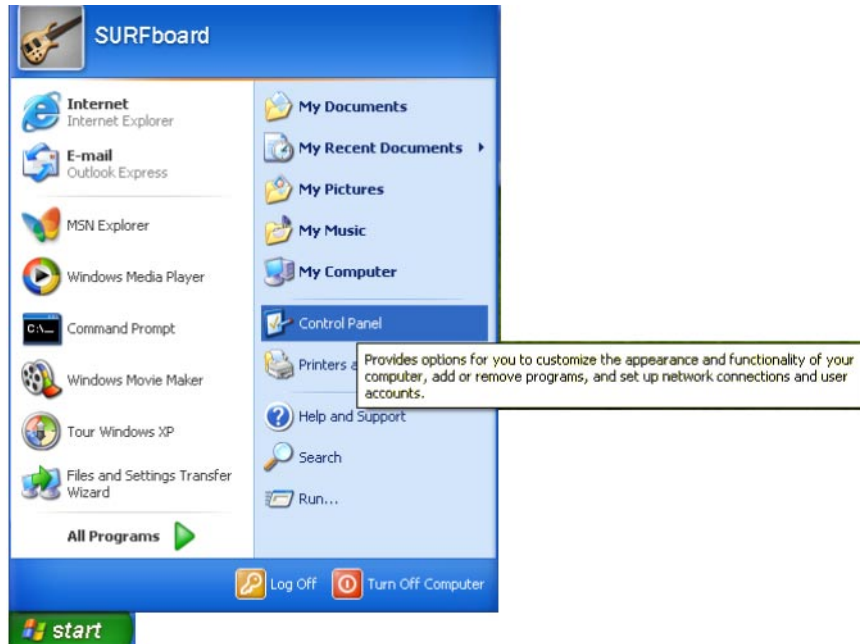 SURFboard
Internet
Internet Explorer
E-mail
Outlook Express
MSN Explorer
Windows Media Player
C:\_
Command Prompt
Windows Movie Maker
Tour Windows XP
Files and Settings Transfer
Wizard
All Programs
My Documents
My Recent Documents
My Pictures
My Music
My Computer
Control Panel
Printers a
Provides options for you to customize the appearance and functionality of your
computer, add or remove programs, and set up network connections and user
accounts.
Help and Support
Search
Run...
Log Off
Turn Off Computer
start